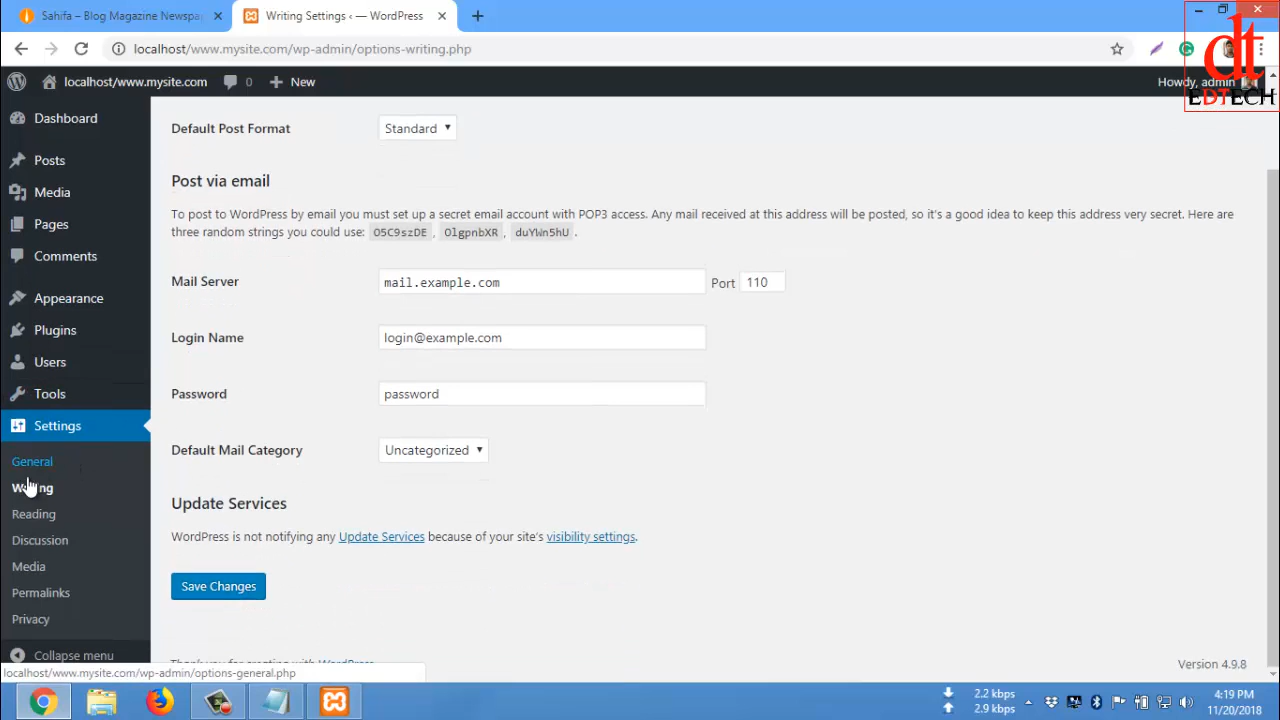 Sahifa – Blog Magazine Newspa
Writing Settings ‹ — WordPress
localhost/www.mysite.com/wp-admin/options-writing.php
dt
EDTECH
localhost/www.mysite.com
0
New
Howdy, admin
Dashboard
Posts
Media
Pages
Comments
Appearance
Plugins
Users
Tools
Settings
General
Writing
Reading
Discussion
Media
Permalinks
Privacy
Collapse menu
Default Post Format
Standard
Post via email
To post to WordPress by email you must set up a secret email account with POP3 access. Any mail received at this address will be posted, so it's a good idea to keep this address very secret. Here are
three random strings you could use: O5C9szDE , OlgpnbXR , duYWn5hU .
Mail Server
mail.example.com
Port
110
Login Name
login@example.com
Password
password
Default Mail Category
Uncategorized
Update Services
WordPress is not notifying any Update Services because of your site's visibility settings.
Save Changes
Thank you for creating with WordPress
Version 4.9.8
localhost/www.mysite.com/wp-admin/options-general.php
2.2 kbps
2.9 kbps
4:19 PM
11/20/2018